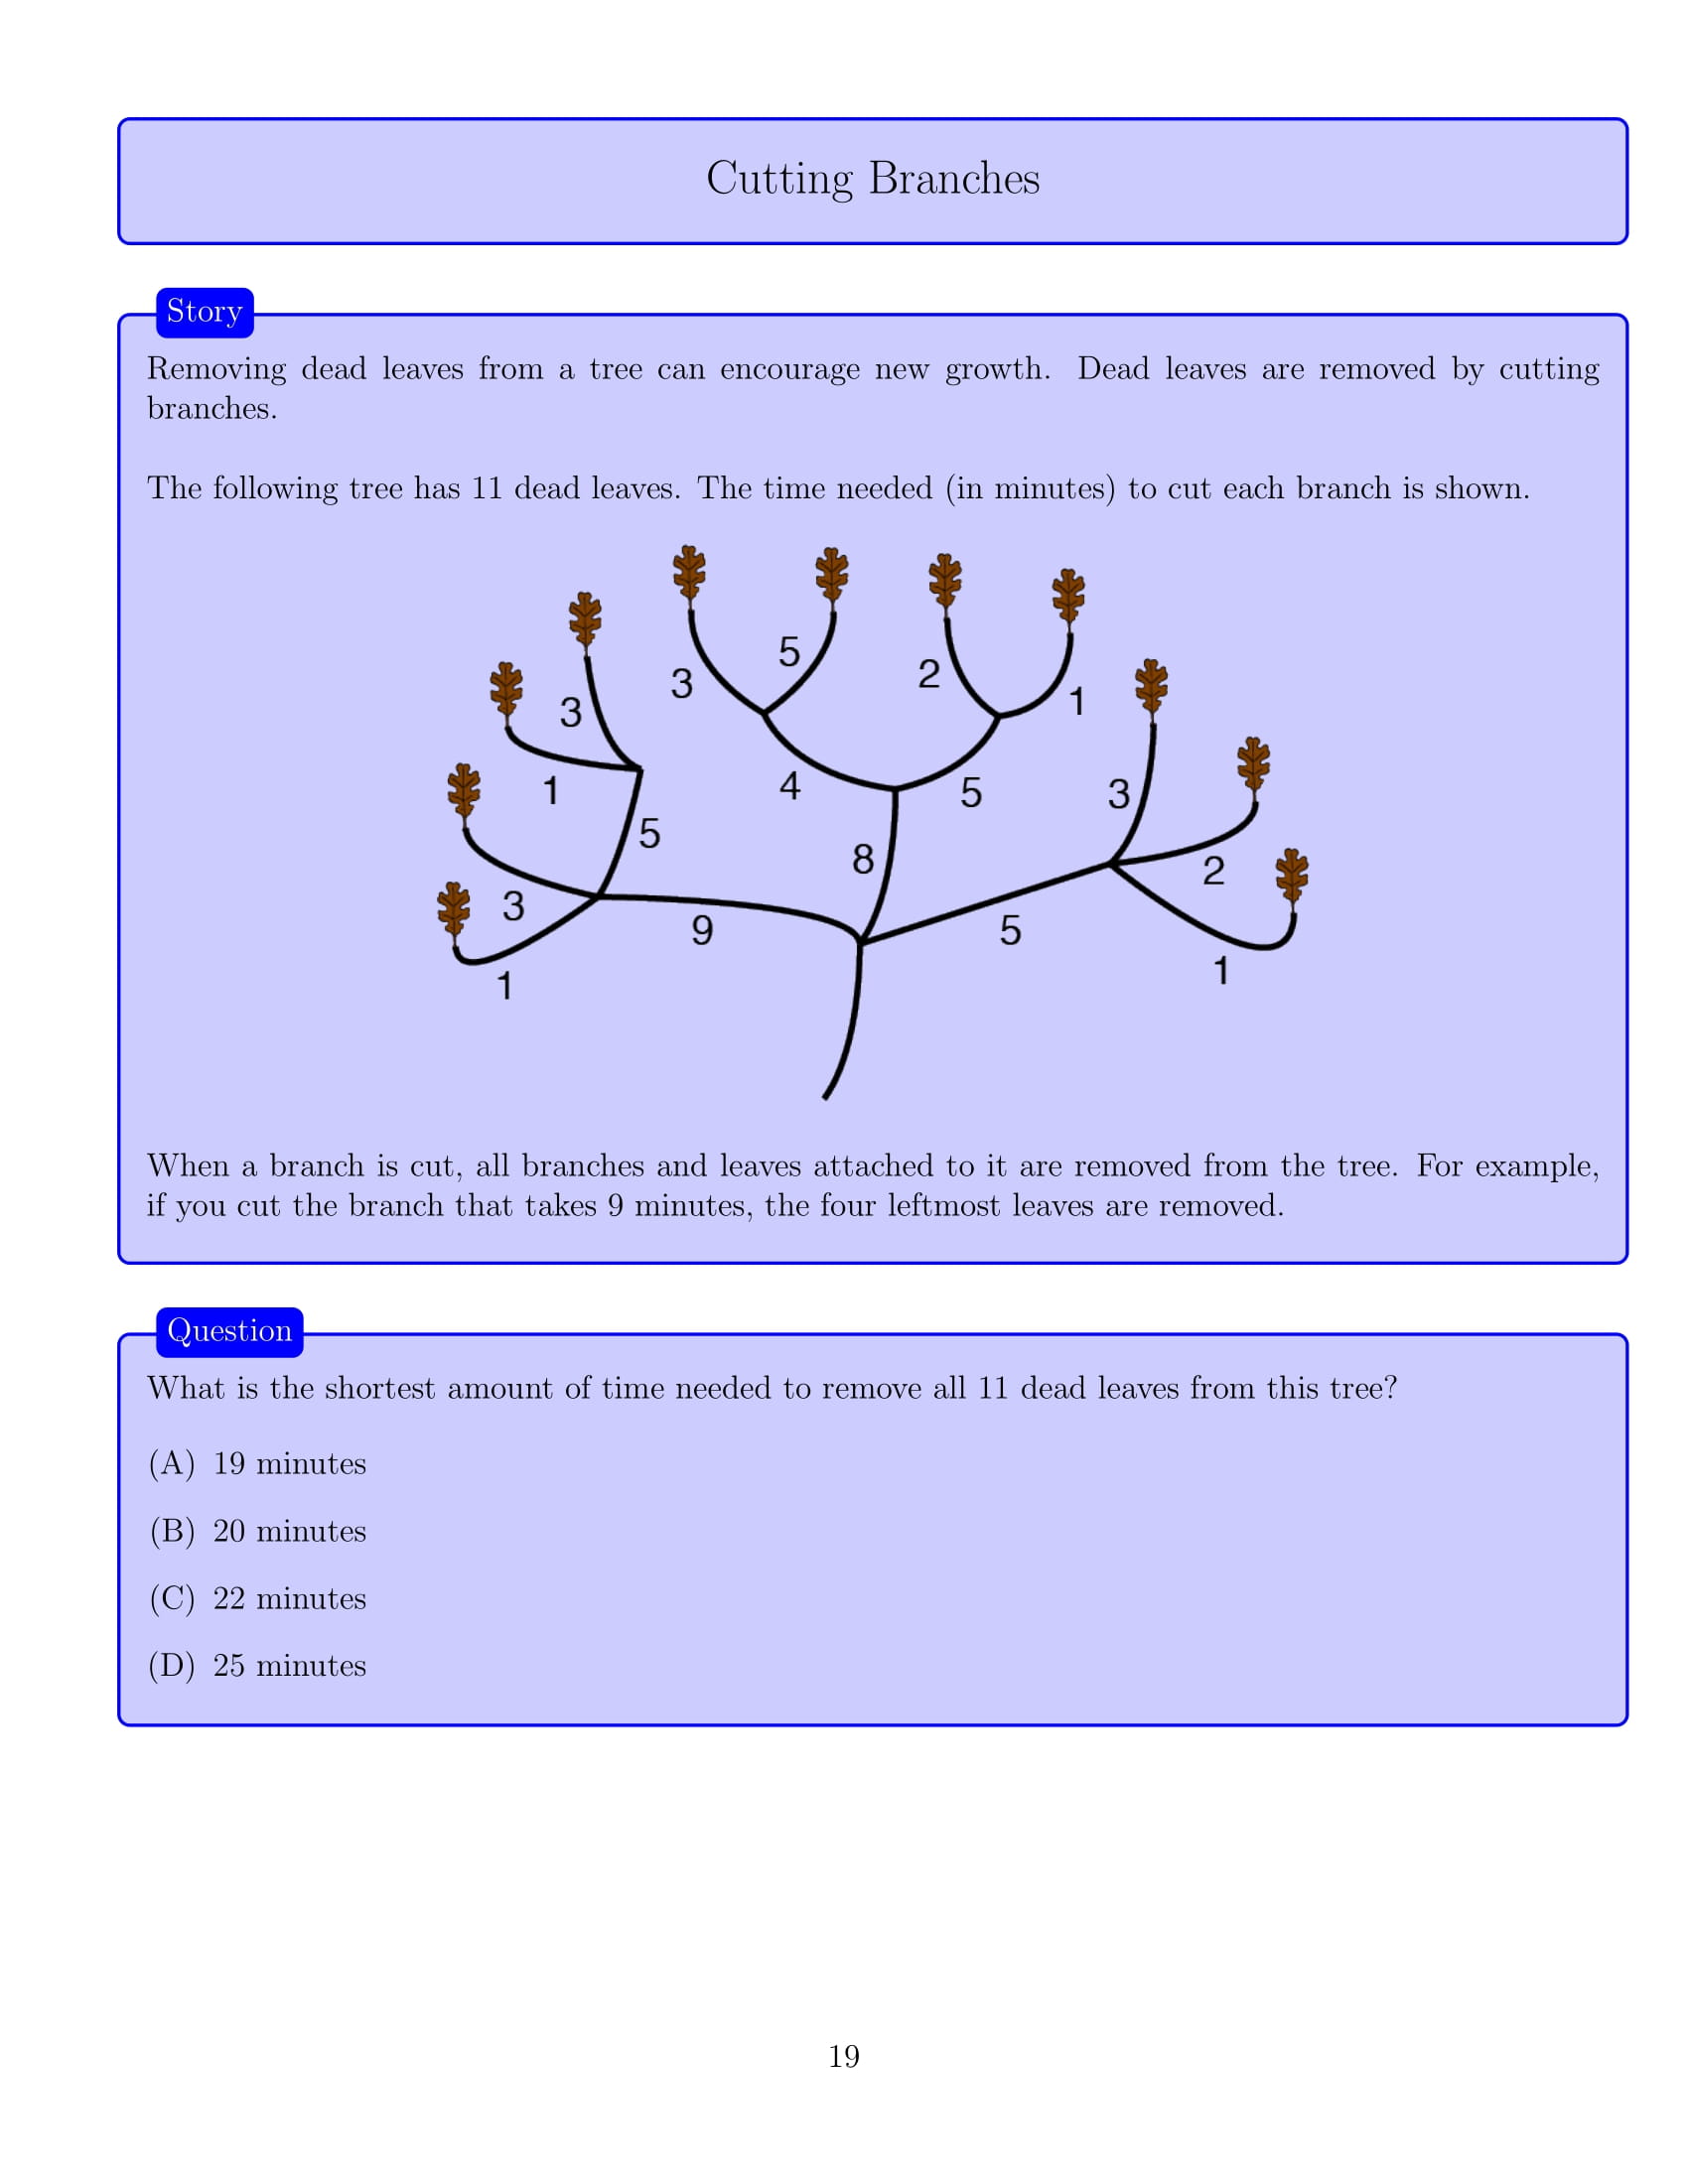 Cutting Branches
Story
Removing dead leaves from a tree can encourage new growth. Dead leaves are removed by cutting
branches.
The following tree has 11 dead leaves. The time needed (in minutes) to cut each branch is shown.
3
5
2
1
3
1
4
5
3
5
8
2
3
9
5
1
1
When a branch is cut, all branches and leaves attached to it are removed from the tree. For example,
if you cut the branch that takes 9 minutes, the four leftmost leaves are removed.
Question
What is the shortest amount of time needed to remove all 11 dead leaves from this tree?
(A) 19 minutes
(B) 20 minutes
(C) 22 minutes
(D) 25 minutes
19